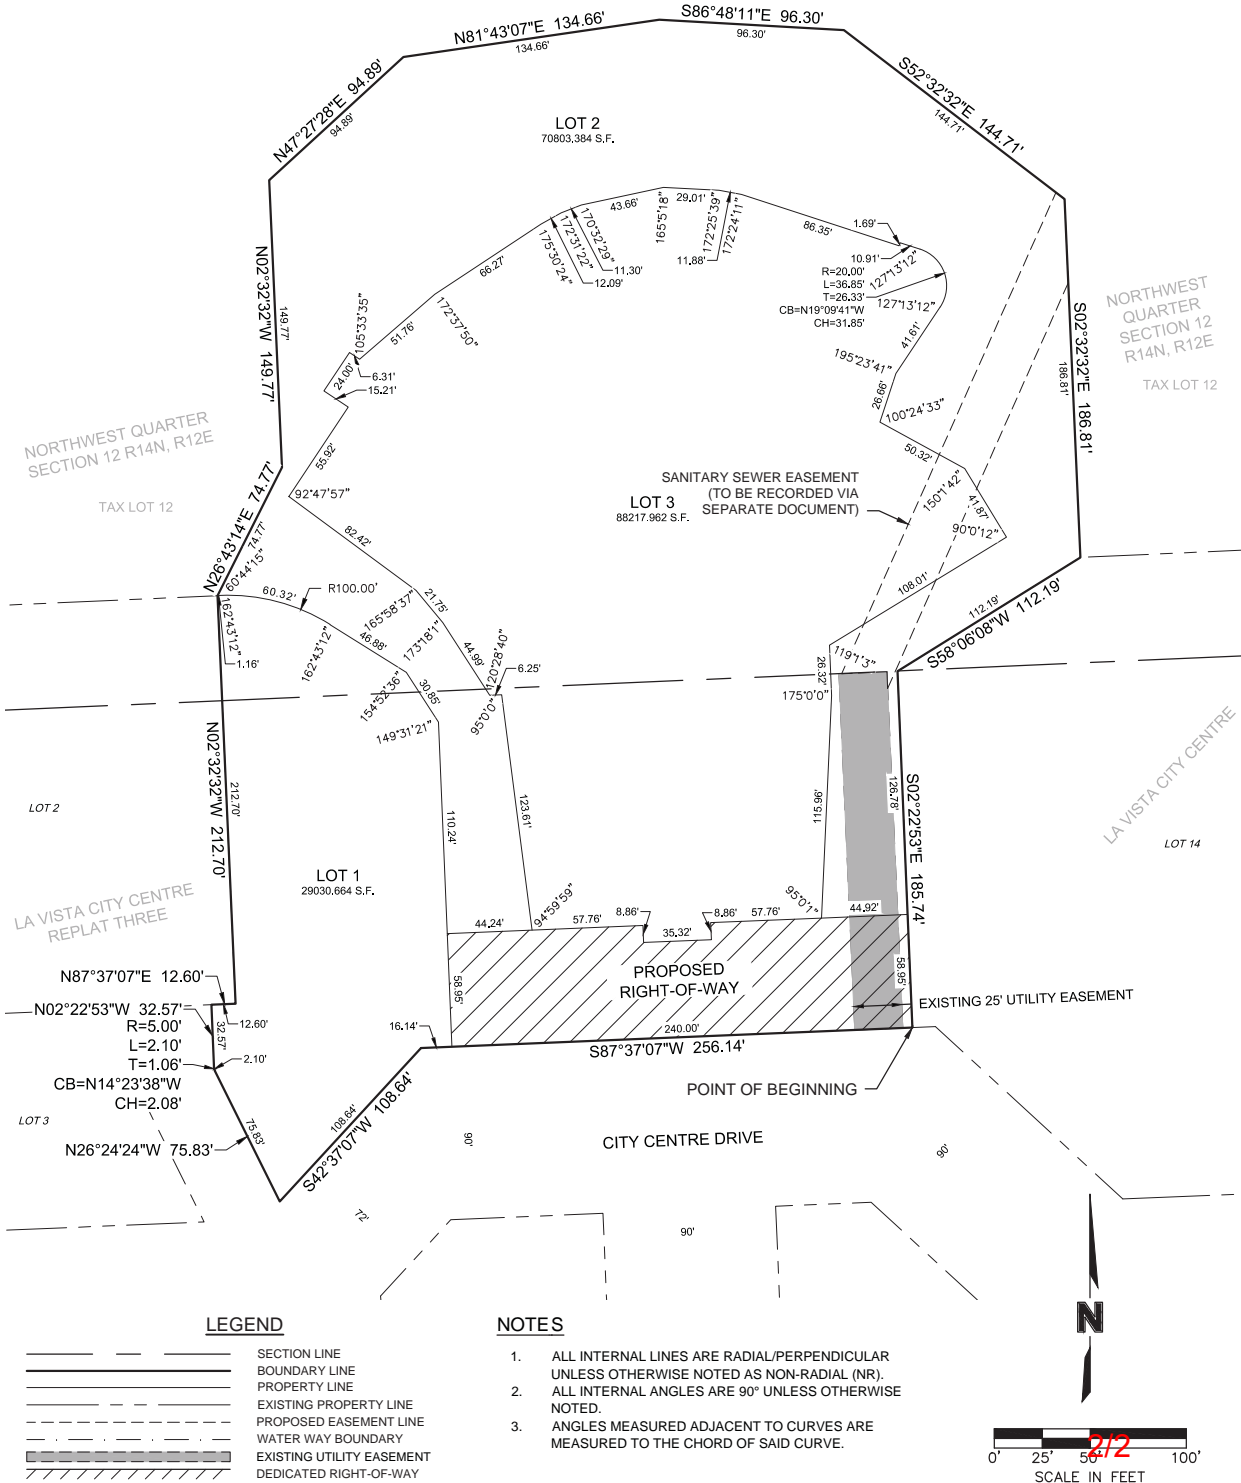 N81°43'07"E 134.66'
134.66'
S86°48'11"E 96.30'
96.30'
N47°27'28"E 94.89'
94.89'
S52°32'32"E 144.71'
144.71'
LOT 2
70803.384 S.F.
43.66'
165°5'18"
29.01'
172°25'39"
172°24'11"
11.88'
86.35'
1.69'
10.91'
R=20.00'
L=36.85'
T=26.33'
CB=N19°09'41"W
CH=31.85'
127°13'12"
127°13'12"
170°32'29"
172°31'22"
175°30'24"
11.30'
12.09'
66.27'
172°37'50"
51.76'
105°33'35"
6.31'
24.00'
15.21'
N02°32'32"W 149.77'
149.77'
NORTHWEST
QUARTER
SECTION 12
R14N, R12E
TAX LOT 12
S02°32'32"E 186.81'
186.81'
41.61'
195°23'41"
26.66'
100°24'33"
50.32'
150°1'42"
41.87'
90°0'12"
NORTHWEST QUARTER
SECTION 12 R14N, R12E
TAX LOT 12
55.92'
92°47'57"
82.42'
LOT 3
88217.962 S.F.
SANITARY SEWER EASEMENT
(TO BE RECORDED VIA
SEPARATE DOCUMENT)
N26°43'14"E 74.77'
74.77'
60°44'15"
60.32'
R100.00'
162°43'12"
1.16'
162°43'12"
46.88'
165°58'37"
21.75'
173°18'1"
44.99'
120°28'40"
6.25'
95°0'0"
154°52'36"
30.85'
149°31'21"
108.01'
112.19'
S58°06'08"W 112.19'
119°1'3"
26.32'
175°0'0"
N02°32'32"W 212.70'
212.70'
110.24'
123.61'
115.96'
126.78'
S02°22'53"E 185.74'
LA VISTA CITY CENTRE
LOT 14
LOT 2
LA VISTA CITY CENTRE
REPLAT THREE
LOT 1
29030.664 S.F.
94°59'59"
95°0'1"
44.24'
57.76'
8.86'
35.32'
8.86'
57.76'
44.92'
PROPOSED
RIGHT-OF-WAY
58.95'
58.95'
EXISTING 25' UTILITY EASEMENT
N87°37'07"E 12.60'
12.60'
N02°22'53"W 32.57'
32.57'
R=5.00'
L=2.10'
T=1.06'
CB=N14°23'38"W
CH=2.08'
2.10'
LOT 3
N26°24'24"W 75.83'
75.83'
16.14'
240.00'
S87°37'07"W 256.14'
POINT OF BEGINNING
108.64'
S42°37'07"W 108.64'
CITY CENTRE DRIVE
90'
90'
72'
90'
LEGEND
SECTION LINE
BOUNDARY LINE
PROPERTY LINE
EXISTING PROPERTY LINE
PROPOSED EASEMENT LINE
WATER WAY BOUNDARY
EXISTING UTILITY EASEMENT
DEDICATED RIGHT-OF-WAY
NOTES
1. ALL INTERNAL LINES ARE RADIAL/PERPENDICULAR
UNLESS OTHERWISE NOTED AS NON-RADIAL (NR).
2. ALL INTERNAL ANGLES ARE 90° UNLESS OTHERWISE
NOTED.
3. ANGLES MEASURED ADJACENT TO CURVES ARE
MEASURED TO THE CHORD OF SAID CURVE.
N
2/2
0' 25' 50' 100'
SCALE IN FEET